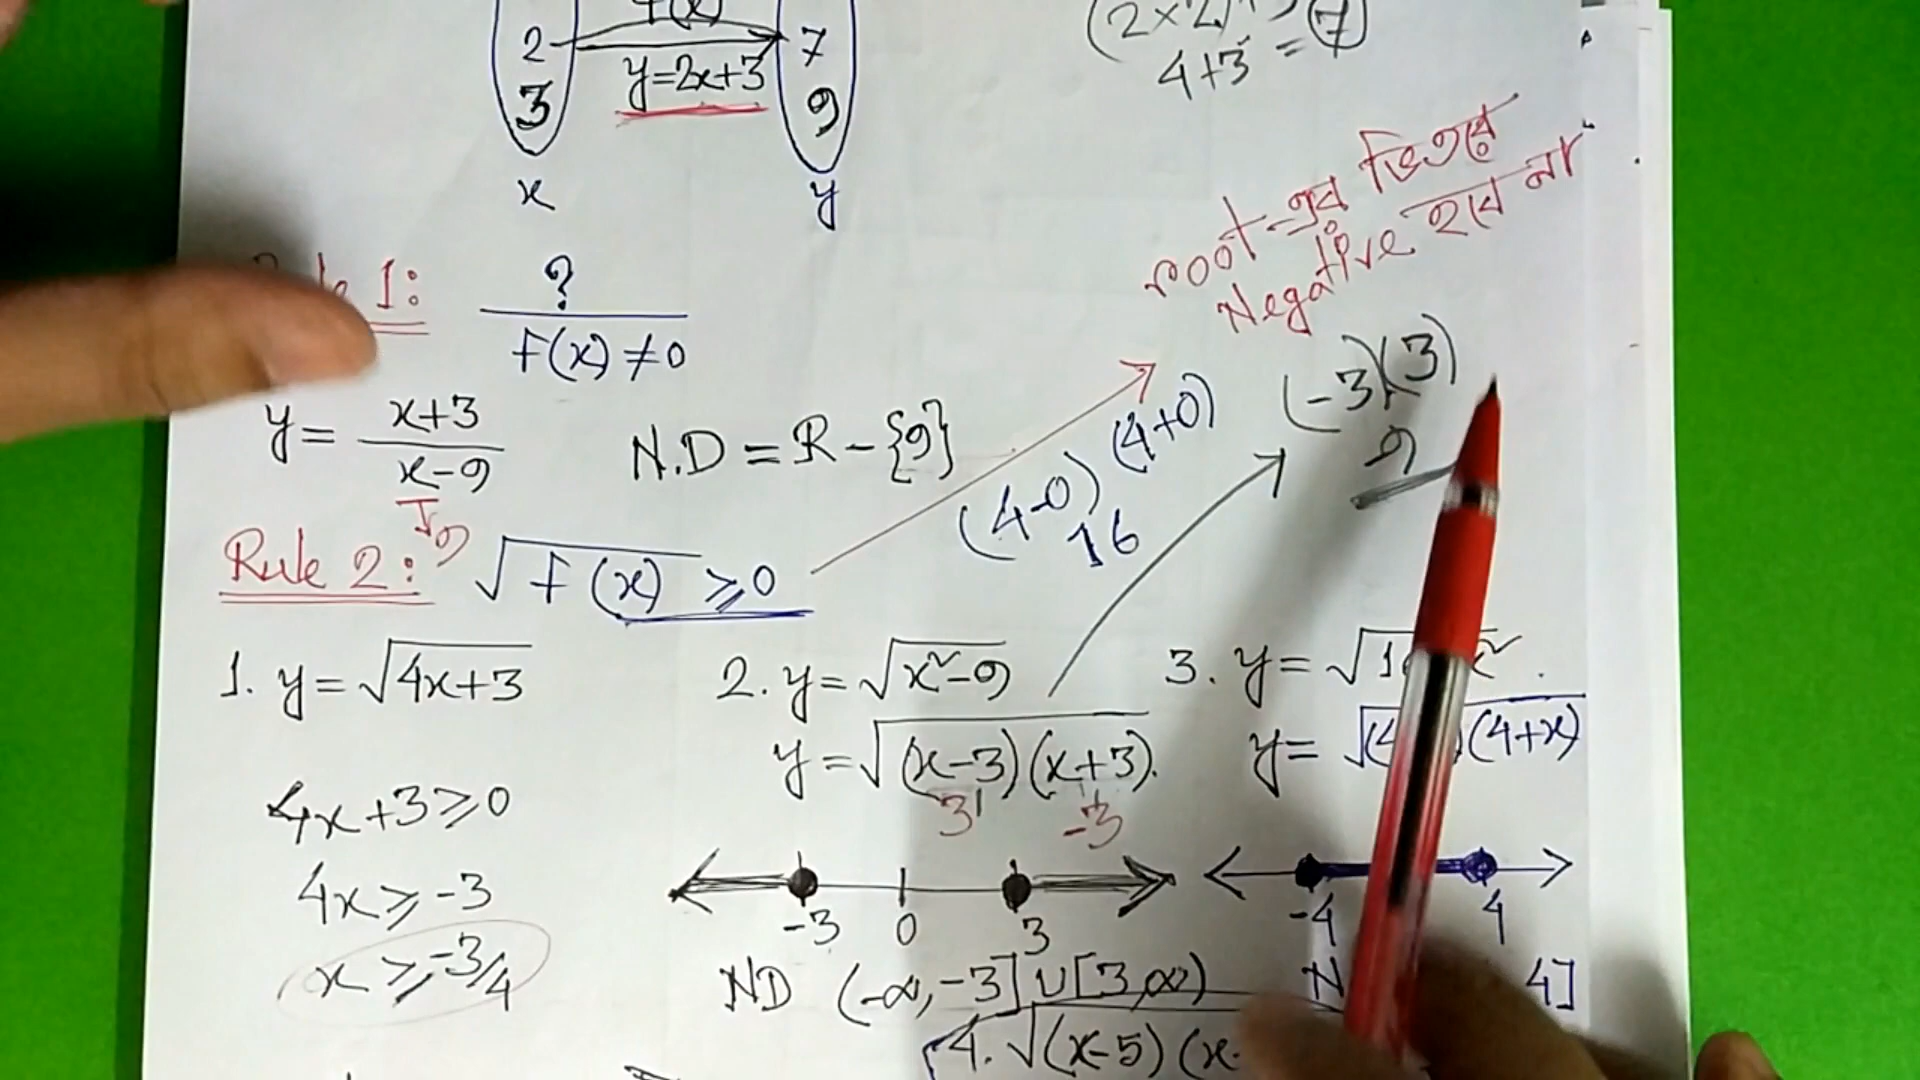 2 y=2x+3 7
3 9
x y
4+3 = 7
root-এর ভিতরে
Negative হবে না
1:
?
f(x) ≠ 0
y = x+3
x-9
9
N.D = R - {9}
(4-0) (4+0)
16
(-3)(3)
9
Rule 2: √f(x) ≥ 0
1. y = √4x+3
4x+3 ≥ 0
4x ≥ -3
x ≥ -3/4
2. y = √x²-9
y = √(x-3)(x+3).
3 -3
-3 0 3
ND (-∞, -3] ∪ [3, ∞)
3. y =
y = (4+x)
-4 4
4]
4. √(x-5)